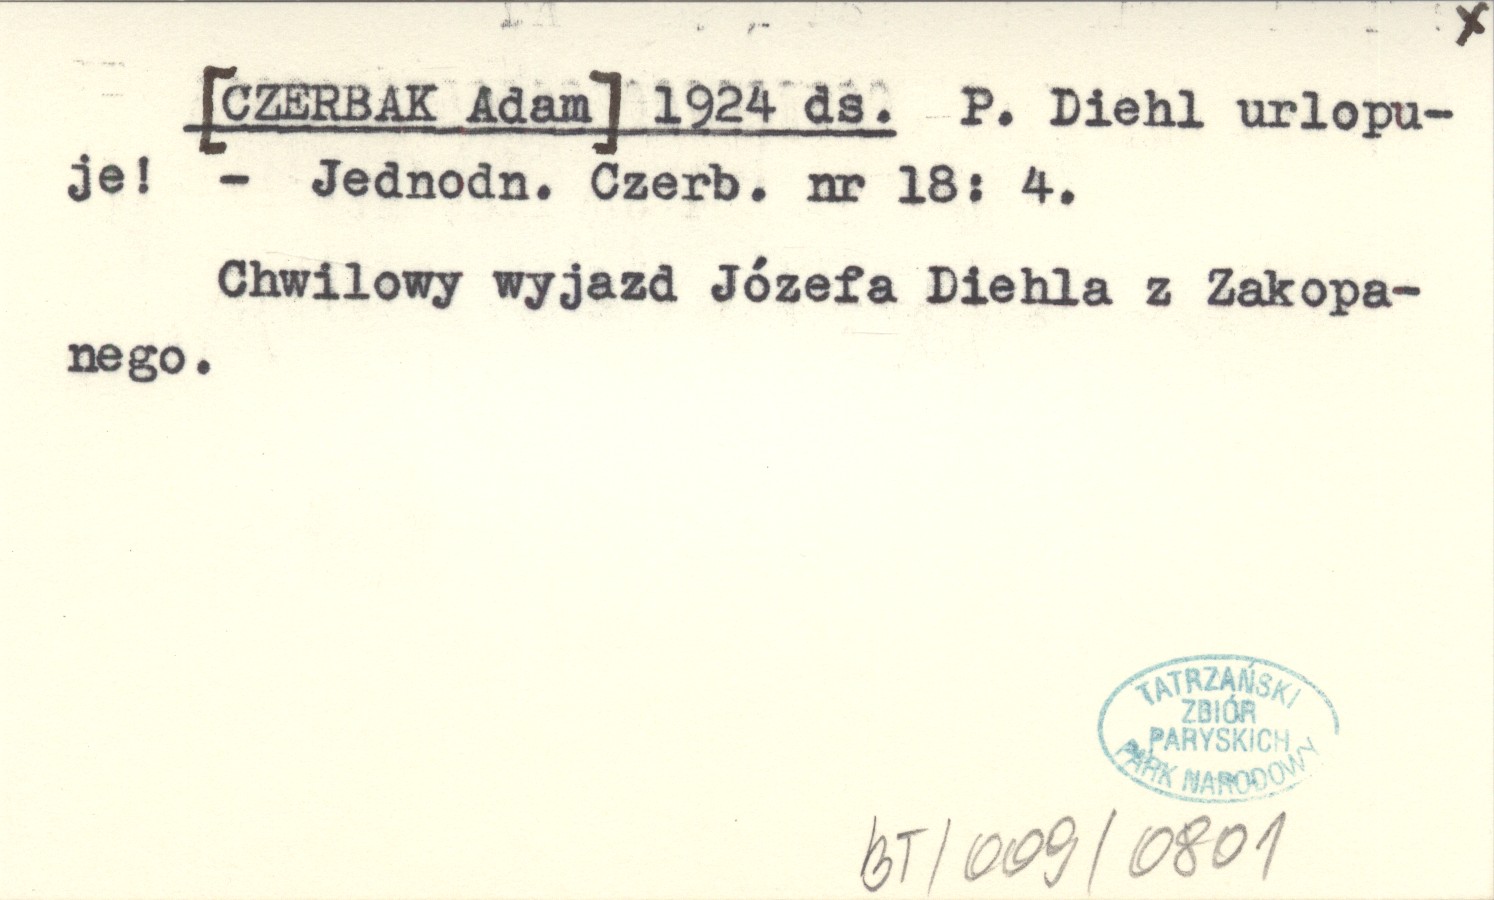 x
[CZERBAK Adam] 1924 ds. P. Diehl urlopu-
je! - Jednodn. Czerb. nr 18: 4.
Chwilowy wyjazd Józefa Diehla z Zakopa-
nego.
TATRZAŃSKI
ZBIÓR
PARYSKICH
PARK NARODOWY
BT/009/0801